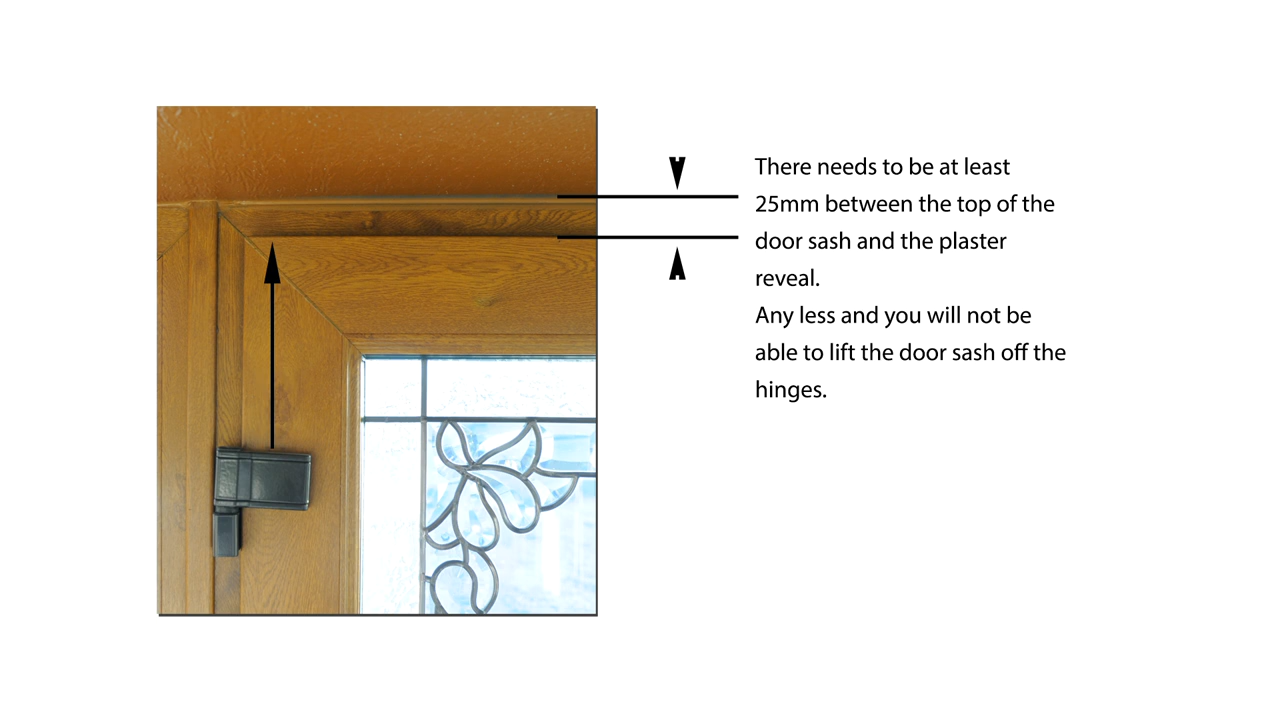 There needs to be at least
25mm between the top of the
door sash and the plaster
reveal.
Any less and you will not be
able to lift the door sash off the
hinges.